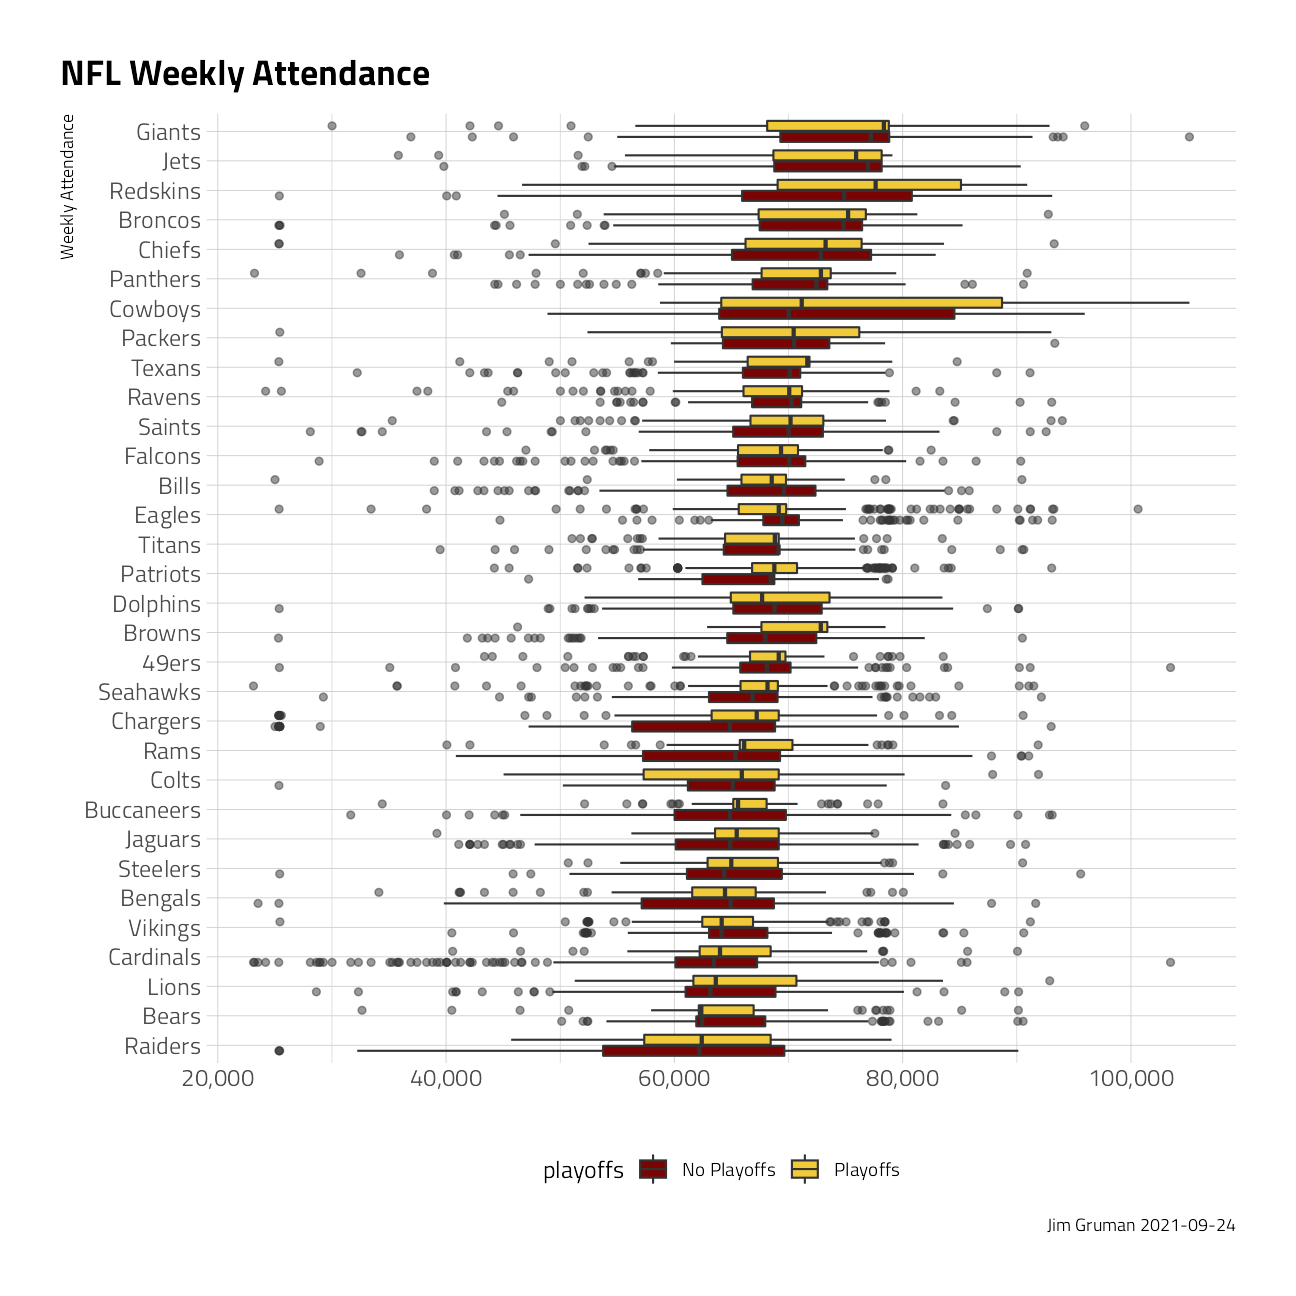 NFL Weekly Attendance
Weekly Attendance
Giants
Jets
Redskins
Broncos
Chiefs
Panthers
Cowboys
Packers
Texans
Ravens
Saints
Falcons
Bills
Eagles
Titans
Patriots
Dolphins
Browns
49ers
Seahawks
Chargers
Rams
Colts
Buccaneers
Jaguars
Steelers
Bengals
Vikings
Cardinals
Lions
Bears
Raiders
20,000 40,000 60,000 80,000 100,000
playoffs No Playoffs Playoffs
Jim Gruman 2021-09-24